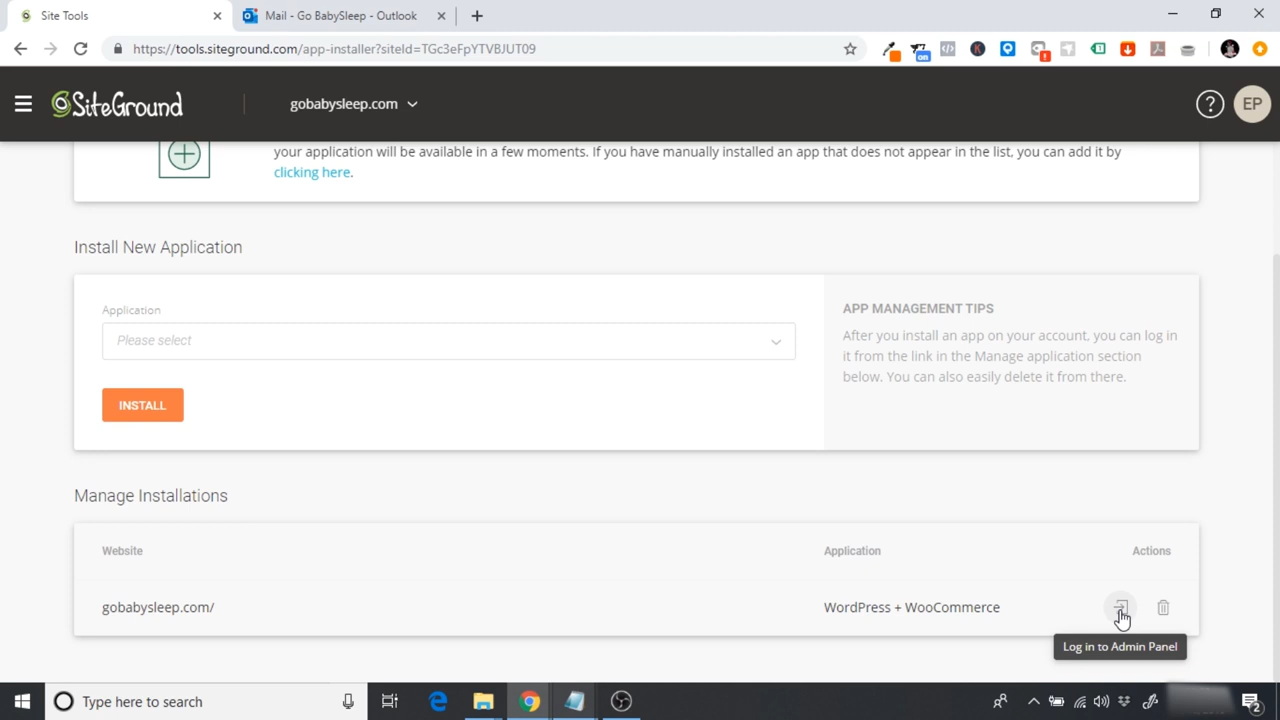 Site Tools
Mail - Go BabySleep - Outlook
https://tools.siteground.com/app-installer?siteId=TGc3eFpYTVBJUT09
on
SiteGround
gobabysleep.com
EP
your application will be available in a few moments. If you have manually installed an app that does not appear in the list, you can add it by
clicking here.
Install New Application
Application
Please select
INSTALL
APP MANAGEMENT TIPS
After you install an app on your account, you can log in
it from the link in the Manage application section
below. You can also easily delete it from there.
Manage Installations
Website
Application
Actions
gobabysleep.com/
WordPress + WooCommerce
Log in to Admin Panel
Type here to search
2